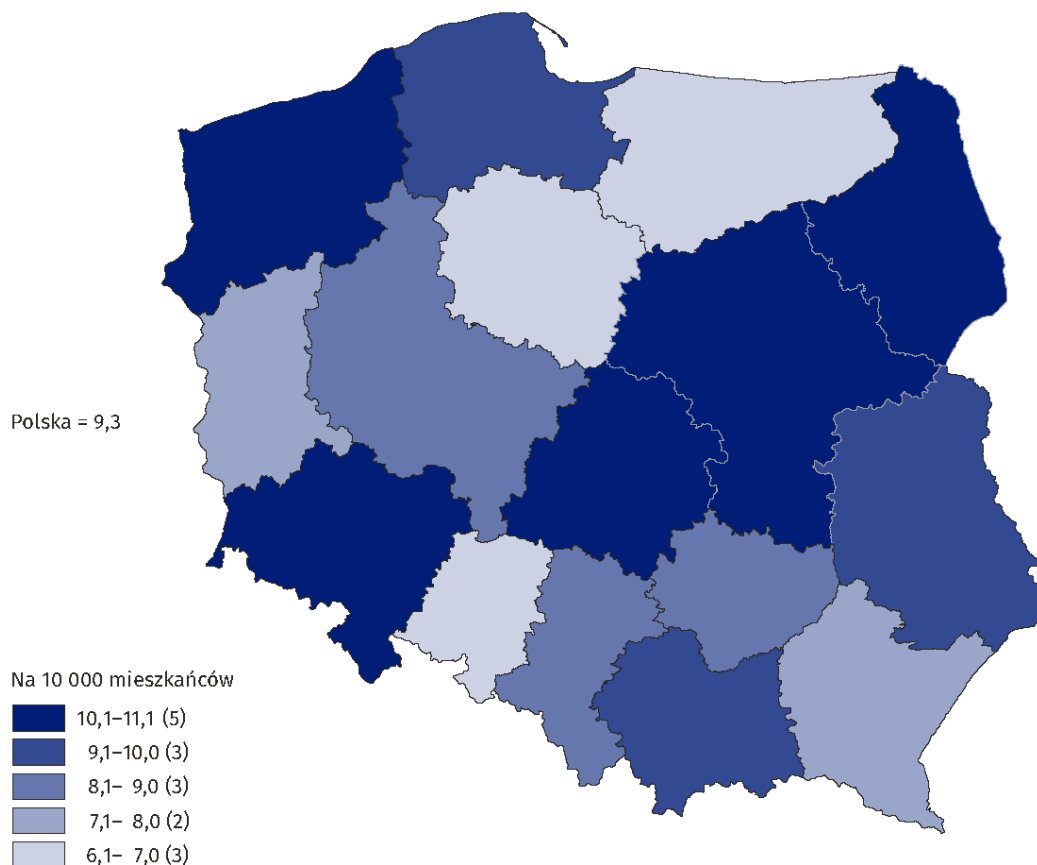 Polska = 9,3
Na 10 000 mieszkańców
10,1–11,1 (5)
9,1–10,0 (3)
8,1– 9,0 (3)
7,1– 8,0 (2)
6,1– 7,0 (3)